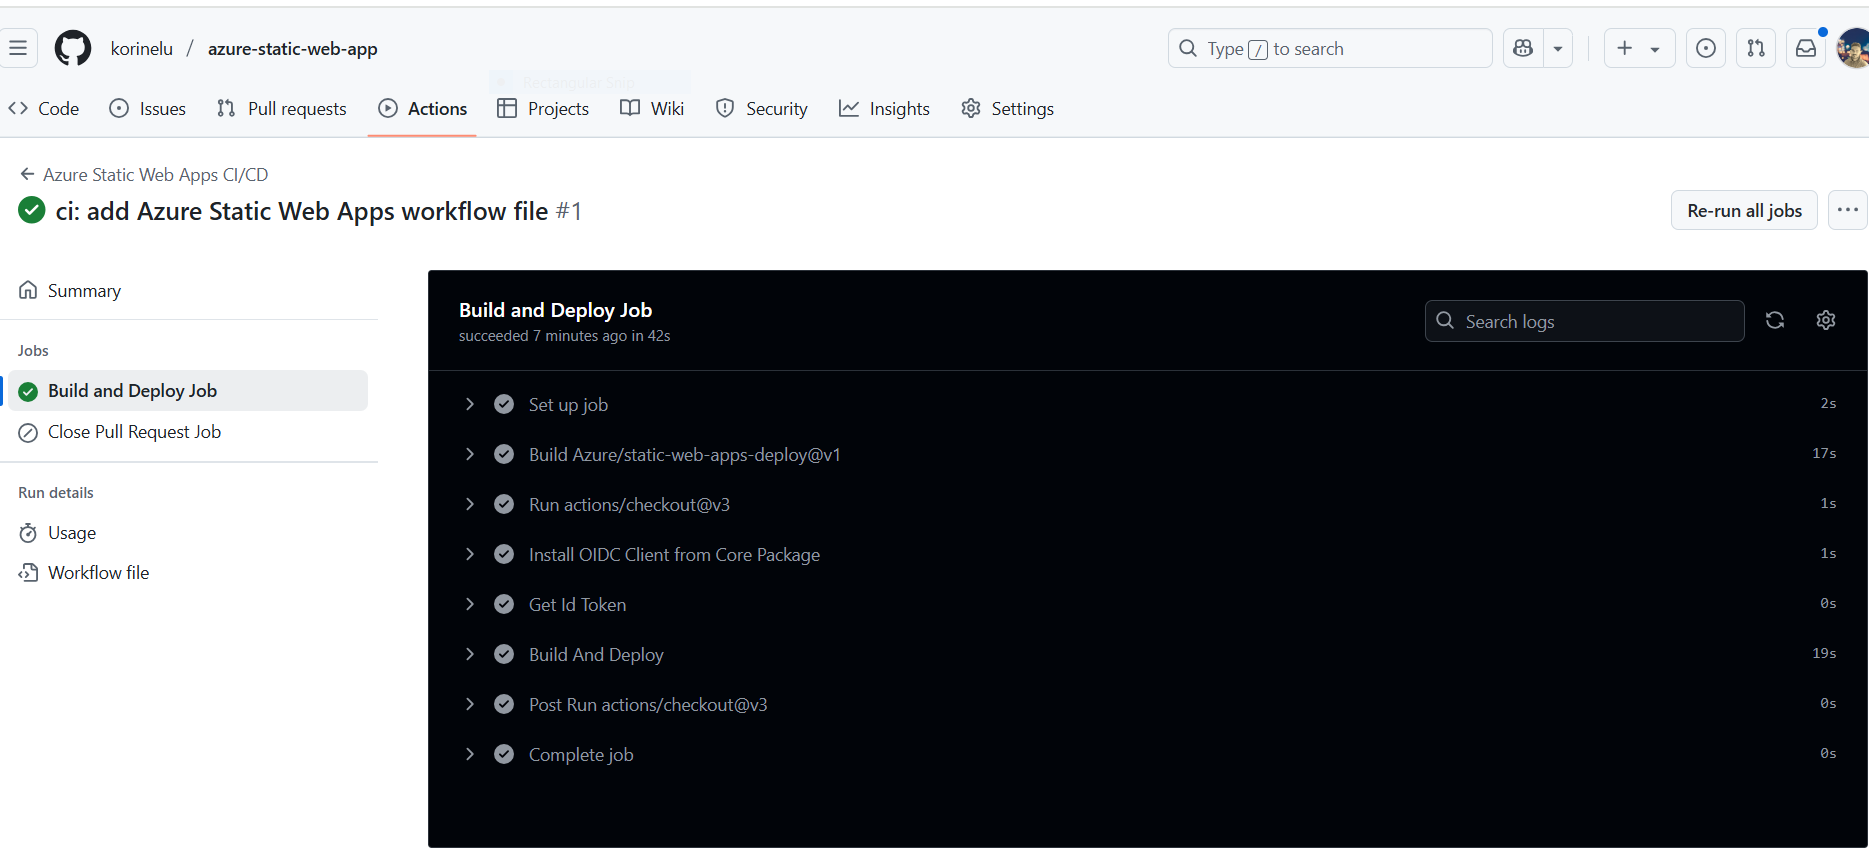 korinelu / azure-static-web-app
Type / to search
Rectangular Snip
Code Issues Pull requests Actions Projects Wiki Security Insights Settings
Azure Static Web Apps CI/CD
ci: add Azure Static Web Apps workflow file #1
Re-run all jobs
Summary
Jobs
Build and Deploy Job
Close Pull Request Job
Run details
Usage
Workflow file
Build and Deploy Job
succeeded 7 minutes ago in 42s
Search logs
Set up job 2s
Build Azure/static-web-apps-deploy@v1 17s
Run actions/checkout@v3 1s
Install OIDC Client from Core Package 1s
Get Id Token 0s
Build And Deploy 19s
Post Run actions/checkout@v3 0s
Complete job 0s